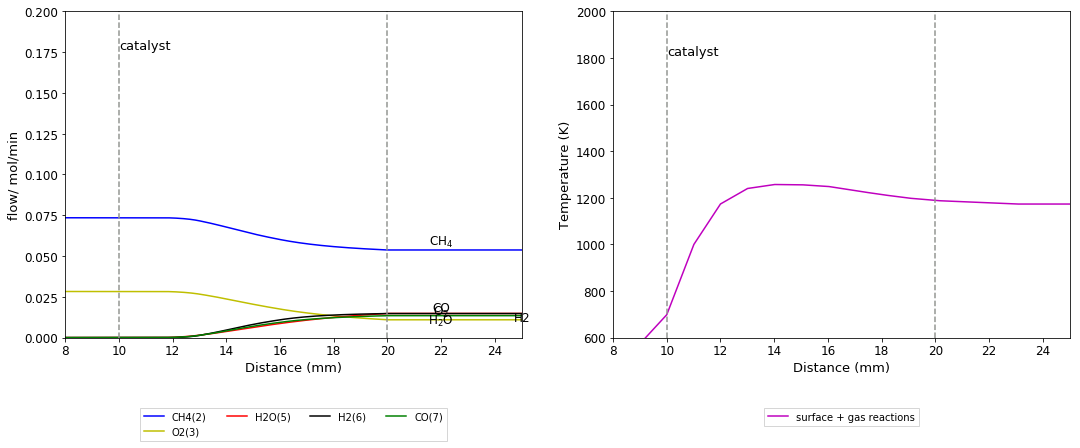 0.200
0.175
0.150
0.125
0.100
0.075
0.050
0.025
0.000
flow/ mol/min
catalyst
CH₄
CO
H₂O
H2
8 10 12 14 16 18 20 22 24
Distance (mm)
CH4(2) H2O(5) H2(6) CO(7)
O2(3)
2000
1800
1600
1400
1200
1000
800
600
Temperature (K)
catalyst
8 10 12 14 16 18 20 22 24
Distance (mm)
surface + gas reactions